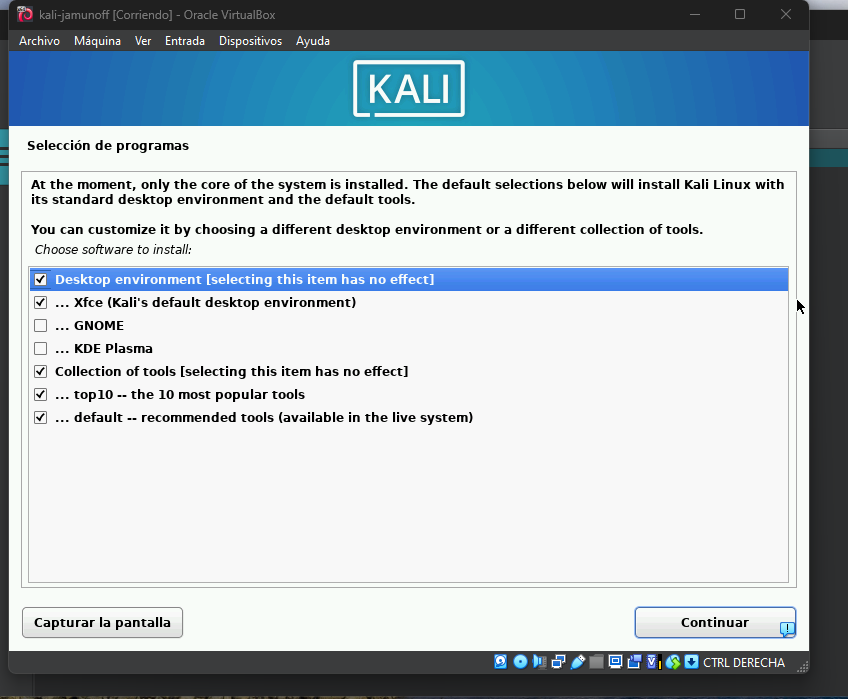 kali-jamunoff [Corriendo] - Oracle VirtualBox
Archivo Máquina Ver Entrada Dispositivos Ayuda
KALI
Selección de programas
At the moment, only the core of the system is installed. The default selections below will install Kali Linux with
its standard desktop environment and the default tools.
You can customize it by choosing a different desktop environment or a different collection of tools.
Choose software to install:
Desktop environment [selecting this item has no effect]
... Xfce (Kali's default desktop environment)
... GNOME
... KDE Plasma
Collection of tools [selecting this item has no effect]
... top10 -- the 10 most popular tools
... default -- recommended tools (available in the live system)
Capturar la pantalla
Continuar
CTRL DERECHA